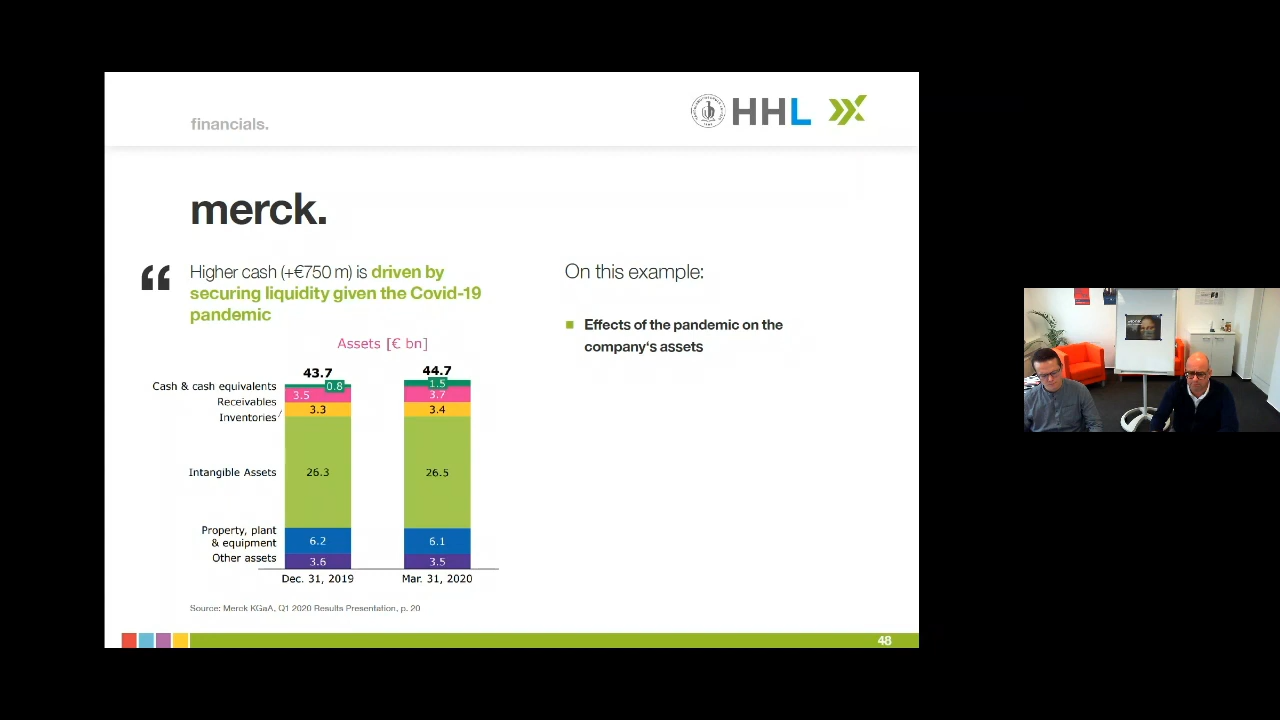 financials.
HHL
merck.
“
Higher cash (+€750 m) is driven by
securing liquidity given the Covid-19
pandemic
On this example:
Effects of the pandemic on the
company‘s assets
Assets [€ bn]
43.7
44.7
Cash & cash equivalents
0.8
1.5
Receivables
3.5
3.7
Inventories
3.3
3.4
Intangible Assets
26.3
26.5
Property, plant
& equipment
6.2
6.1
Other assets
3.6
3.5
Dec. 31, 2019
Mar. 31, 2020
Source: Merck KGaA, Q1 2020 Results Presentation, p. 20
48